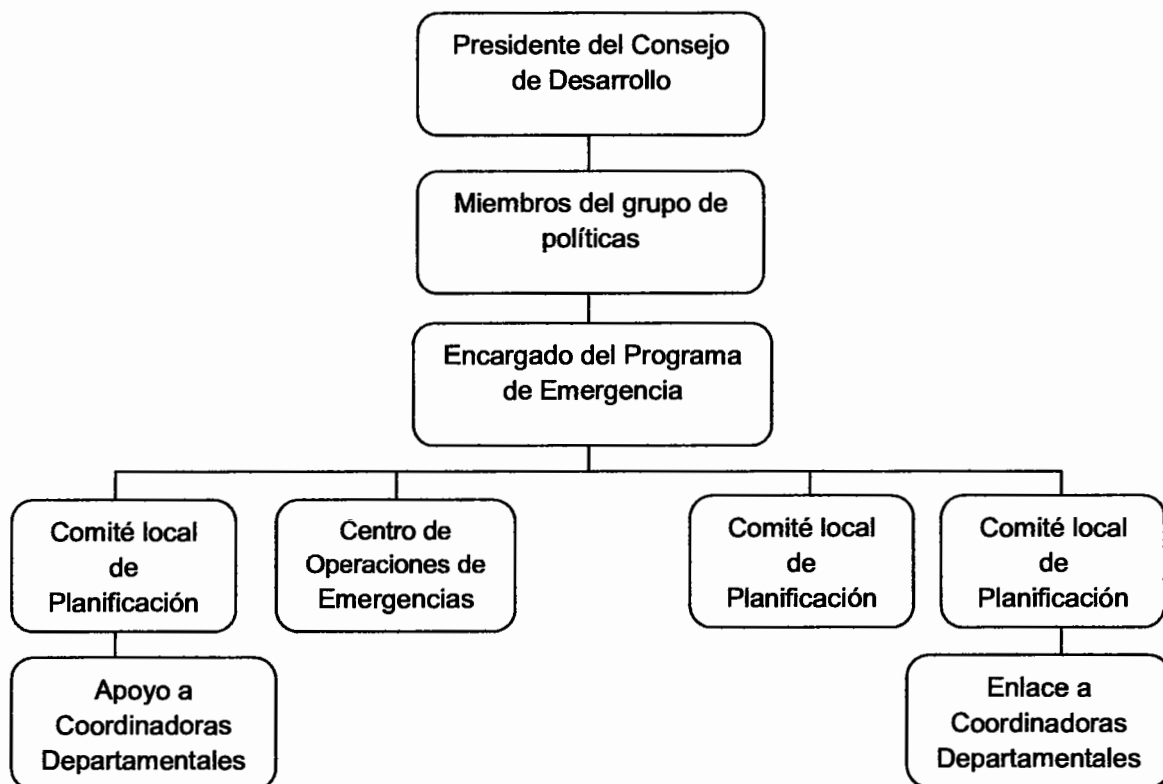 Presidente del Consejo
de Desarrollo
Miembros del grupo de
políticas
Encargado del Programa
de Emergencia
Comité local
de
Planificación
Centro de
Operaciones de
Emergencias
Comité local
de
Planificación
Comité local
de
Planificación
Apoyo a
Coordinadoras
Departamentales
Enlace a
Coordinadoras
Departamentales